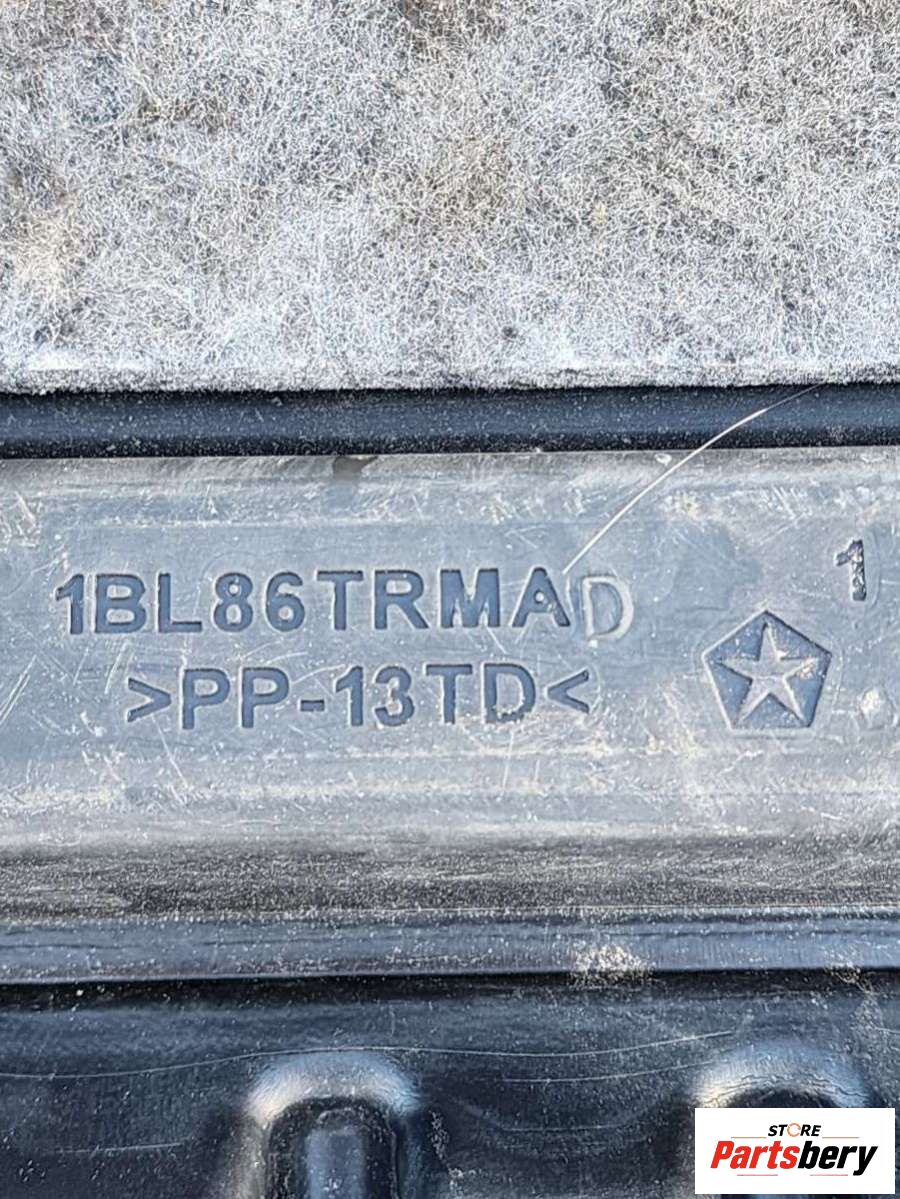 1BL86TRMAD
1
>PP-13TD<
STORE
Partsbery